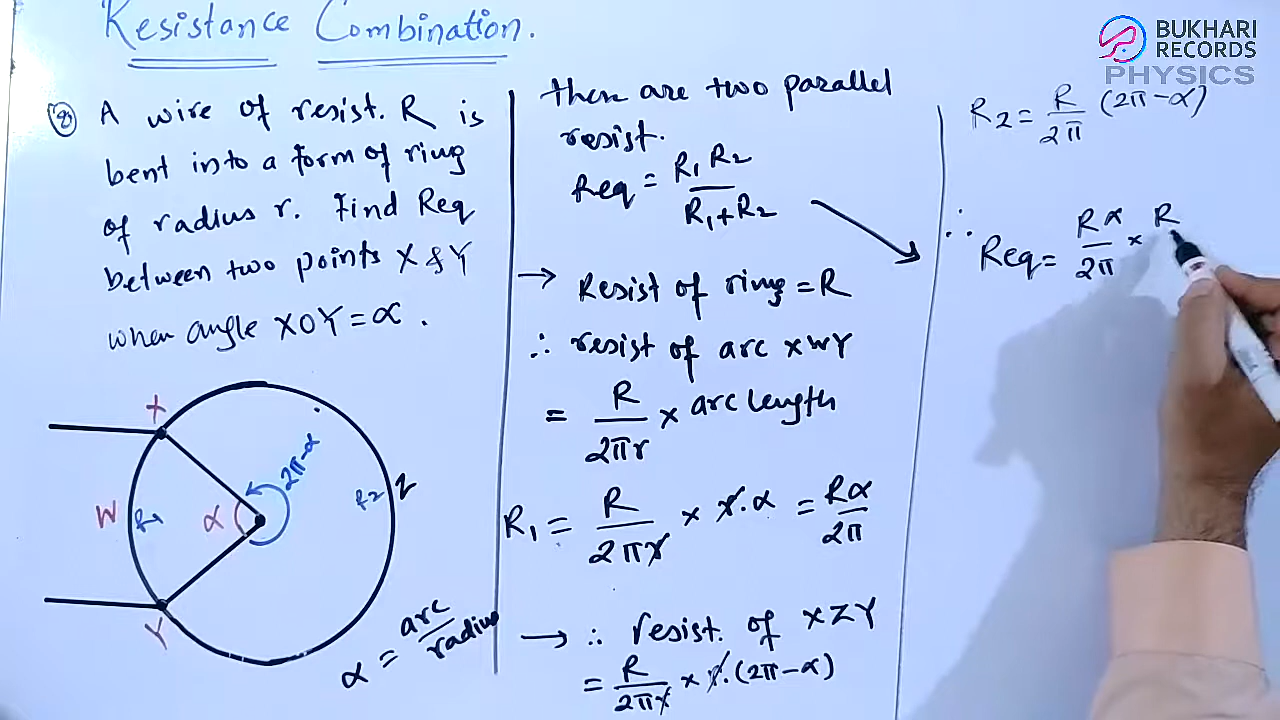 Resistance Combination.
BUKHARI
RECORDS
PHYSICS
Q A wire of resist. R is
bent into a form of ring
of radius r. Find Req
between two points X & Y
when angle XOY = α.
X
W R1 α 2π-α R2 Z
Y
α = arc/radius
there are two parallel
resist.
Req = R1 R2 / R1 + R2
→ Resist of ring = R
∴ resist of arc XWY
= R/2πr × arc length
R1 = R/2πr × r.α = Rα/2π
→ ∴ resist. of XZY
= R/2πr × r.(2π-α)
R2 = R/2π (2π-α)
∴ Req = Rα/2π × R